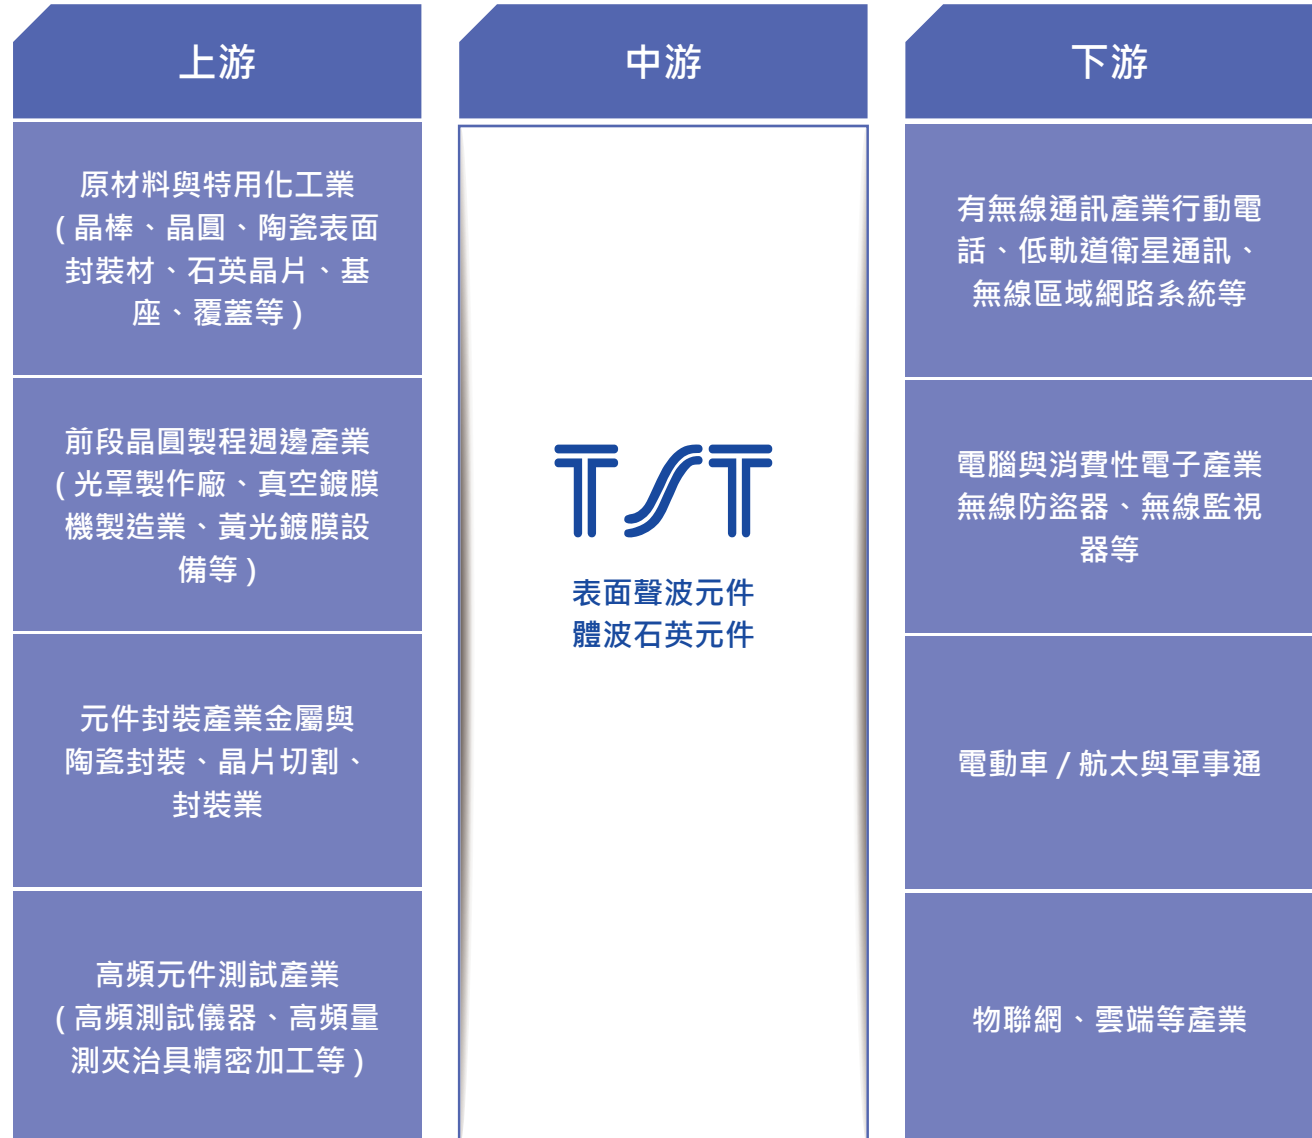 上游
原材料與特用化工業
( 晶棒、晶圓、陶瓷表面
封裝材、石英晶片、基
座、覆蓋等 )
前段晶圓製程週邊產業
( 光罩製作廠、真空鍍膜
機製造業、黃光鍍膜設
備等 )
元件封裝產業金屬與
陶瓷封裝、晶片切割、
封裝業
高頻元件測試產業
( 高頻測試儀器、高頻量
測夾治具精密加工等 )
中游
TST
表面聲波元件
體波石英元件
下游
有無線通訊產業行動電
話、低軌道衛星通訊、
無線區域網路系統等
電腦與消費性電子產業
無線防盜器、無線監視
器等
電動車 / 航太與軍事通
物聯網、雲端等產業